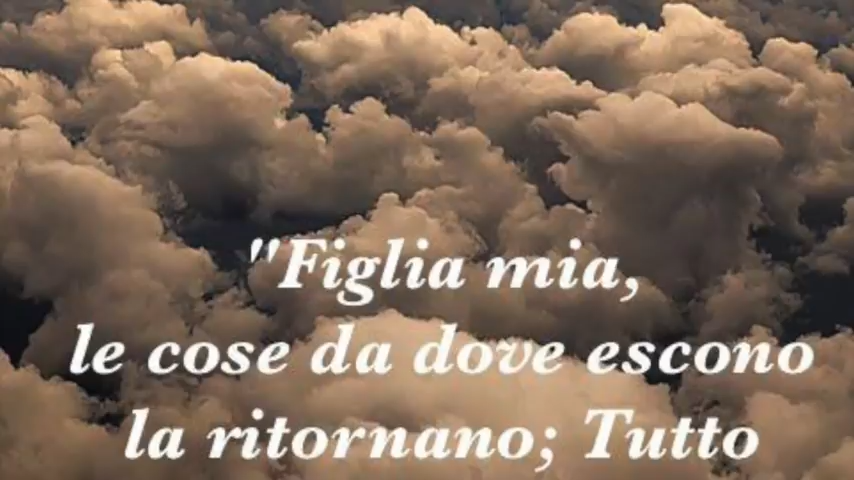 "Figlia mia,
le cose da dove escono
la ritornano; Tutto